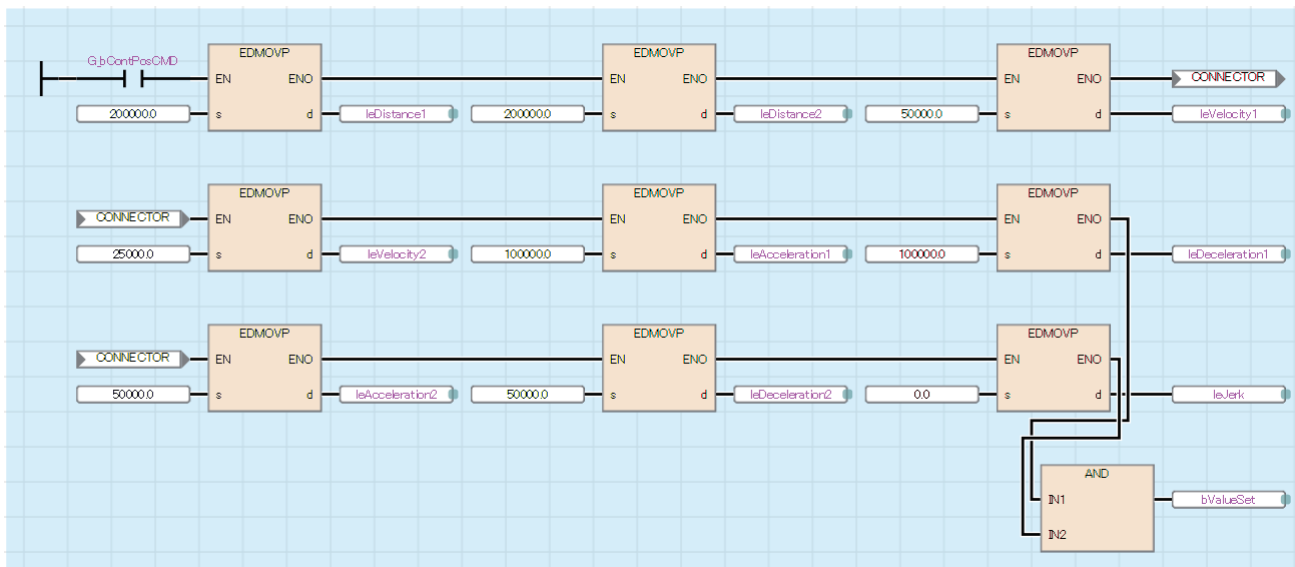 EDMOVP EDMOVP EDMOVP
G_bContPosCMD
EN ENO EN ENO EN ENO CONNECTOR
200000.0 s d leDistance1 200000.0 s d leDistance2 50000.0 s d leVelocity1
EDMOVP EDMOVP EDMOVP
CONNECTOR EN ENO EN ENO EN ENO
25000.0 s d leVelocity2 100000.0 s d leAcceleration1 100000.0 s d leDeceleration1
EDMOVP EDMOVP EDMOVP
CONNECTOR EN ENO EN ENO EN ENO
50000.0 s d leAcceleration2 50000.0 s d leDeceleration2 0.0 s d leJerk
AND
IN1 bValueSet
IN2